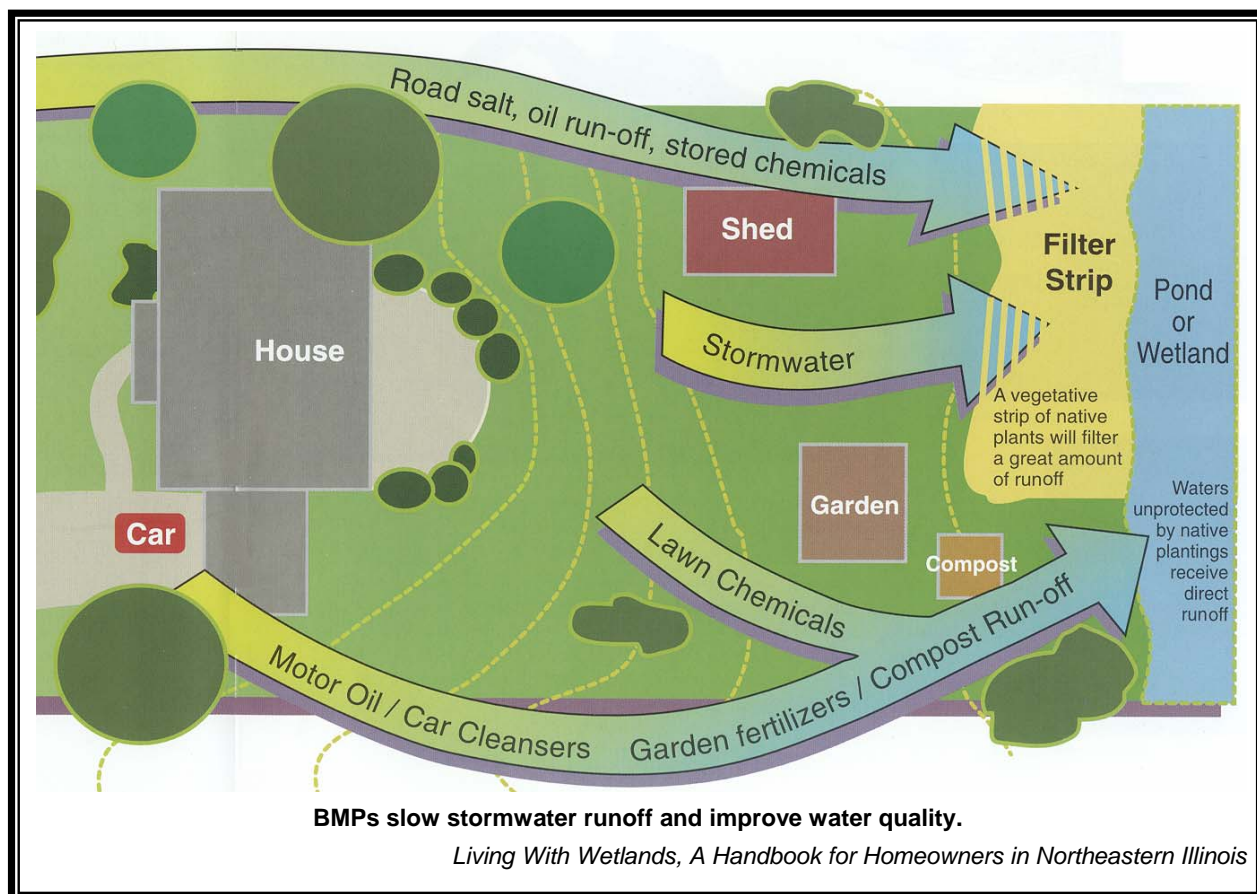 Road salt, oil run-off, stored chemicals
Shed
Filter
Strip
Pond
or
Wetland
House
Stormwater
A vegetative
strip of native
plants will filter
a great amount
of runoff
Waters
unprotected
by native
plantings
receive
direct
runoff
Garden
Car
Compost
Lawn Chemicals
Motor Oil / Car Cleansers
Garden fertilizers / Compost Run-off
BMPs slow stormwater runoff and improve water quality.
Living With Wetlands, A Handbook for Homeowners in Northeastern Illinois